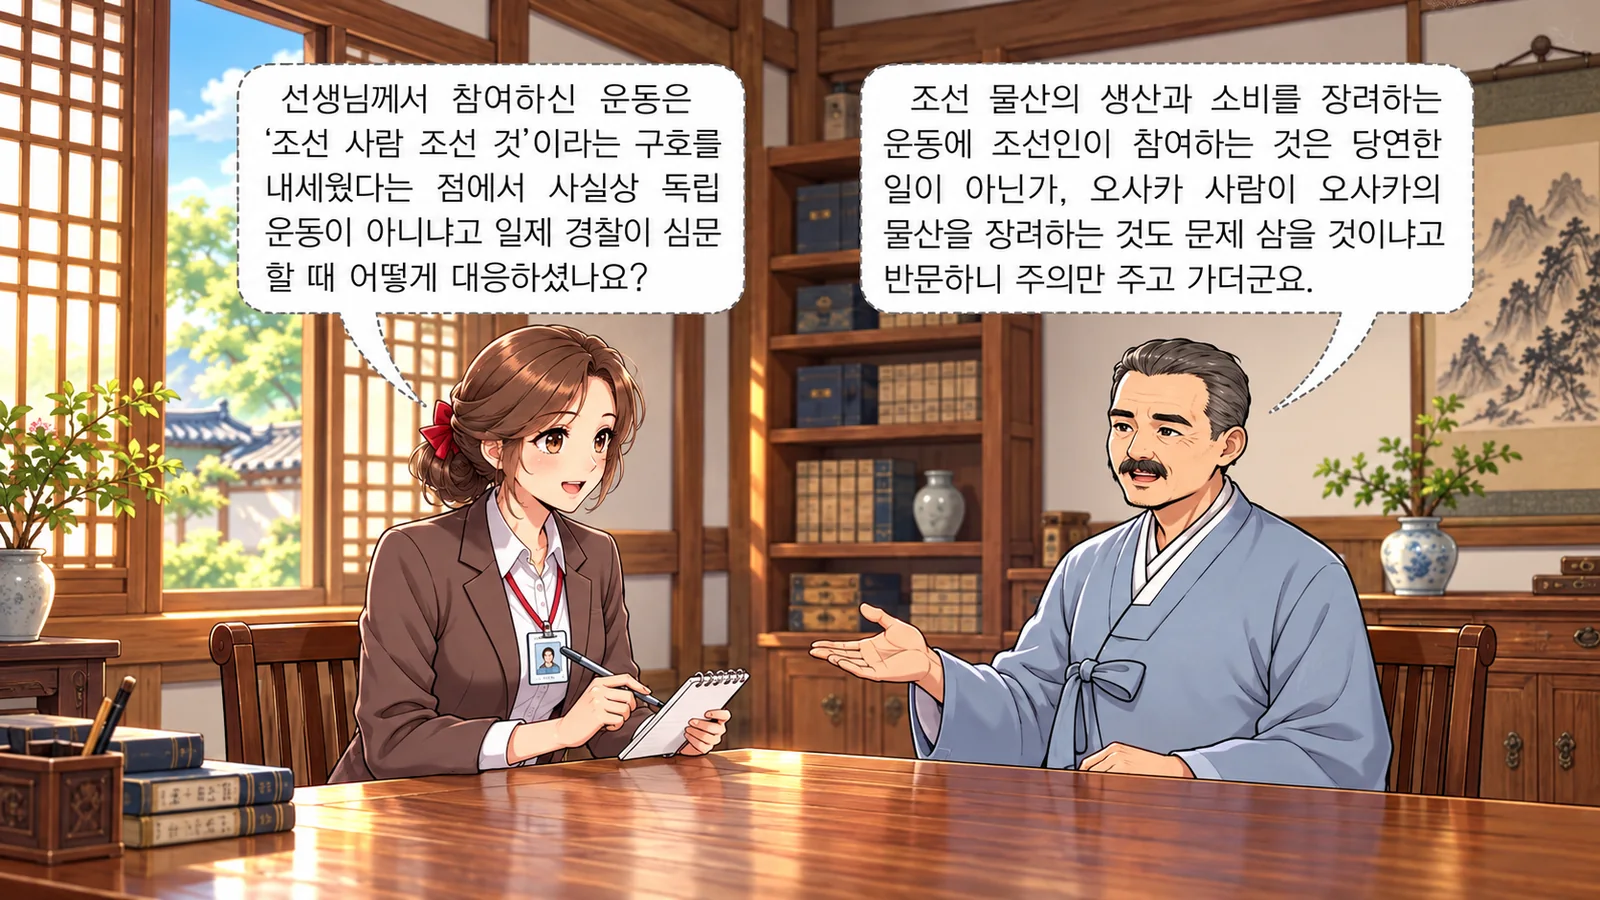 선생님께서 참여하신 운동은
‘조선 사람 조선 것’이라는 구호를
내세웠다는 점에서 사실상 독립
운동이 아니냐고 일제 경찰이 심문
할 때 어떻게 대응하셨나요?
조선 물산의 생산과 소비를 장려하는
운동에 조선인이 참여하는 것은 당연한
일이 아닌가, 오사카 사람이 오사카의
물산을 장려하는 것도 문제 삼을 것이냐고
반문하니 주의만 주고 가더군요.